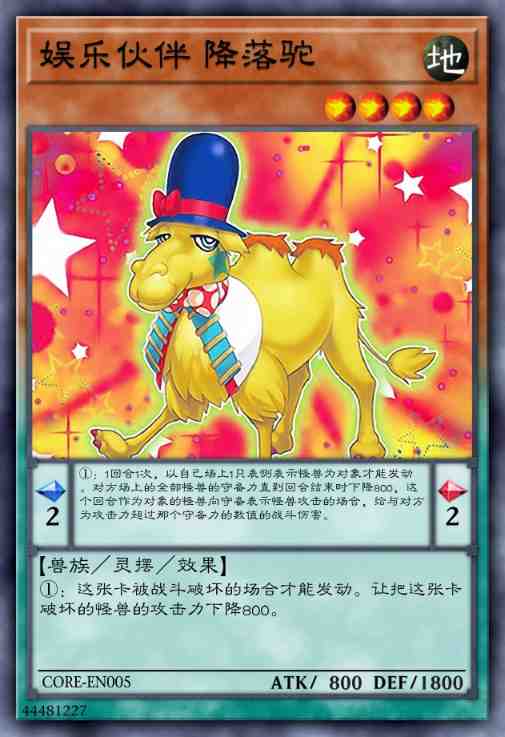 娱乐伙伴 降落驼
地
①：1回合1次，以自己场上1只表侧表示怪兽为对象才能发动
。对方场上的全部怪兽的守备力直到回合结束时下降800，这
个回合作为对象的怪兽向守备表示怪兽攻击的场合，给与对方
为攻击力超过那个守备力的数值的战斗伤害。
2
2
【兽族／灵摆／效果】
①：这张卡被战斗破坏的场合才能发动。让把这张卡
破坏的怪兽的攻击力下降800。
CORE-EN005
ATK/ 800 DEF/1800
44481227